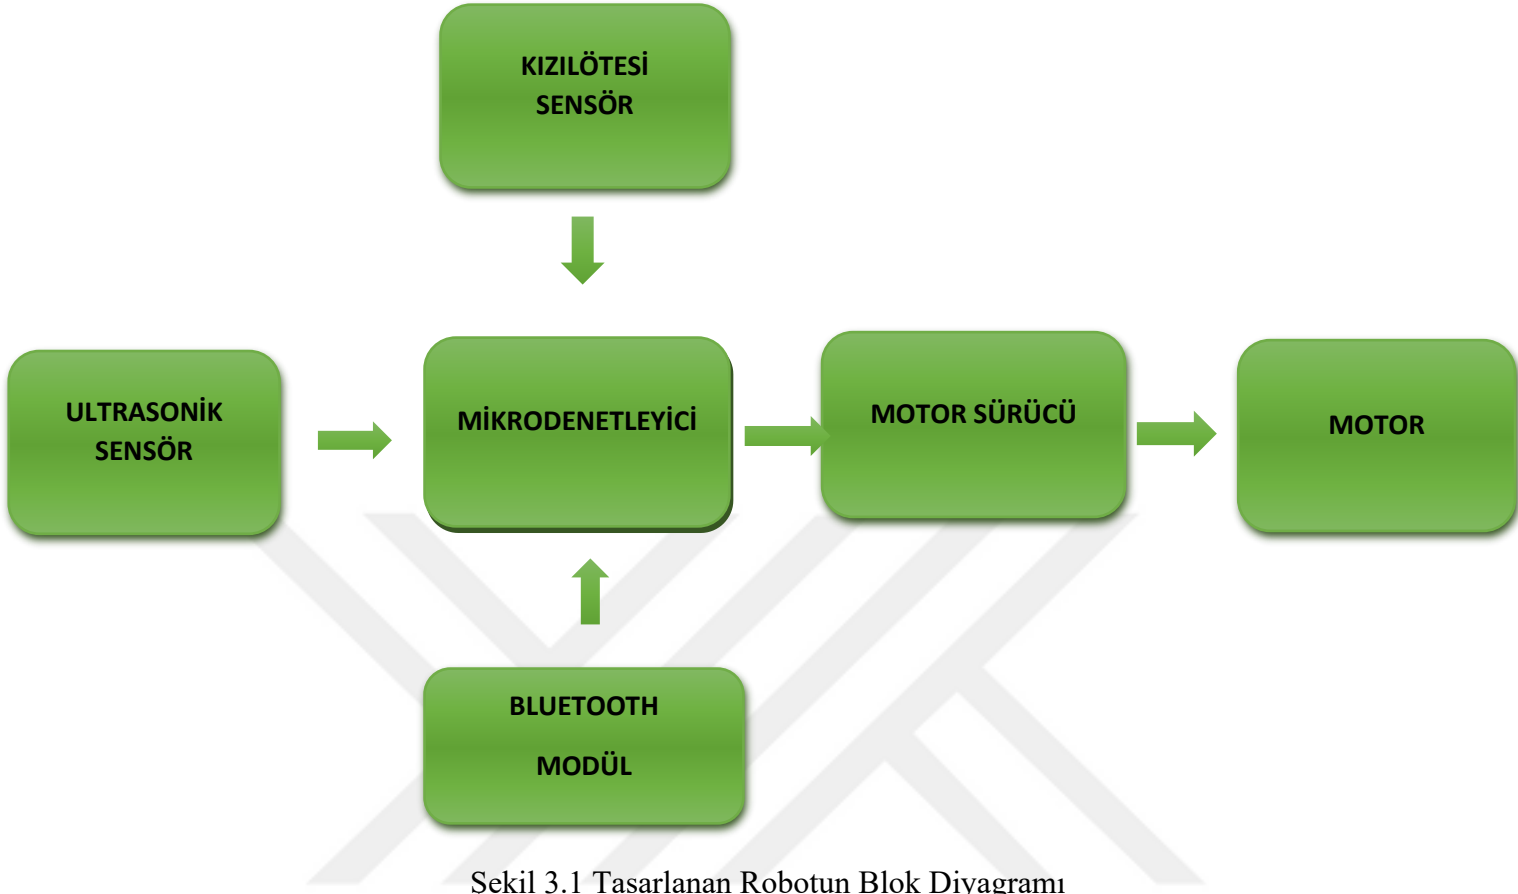 KIZILÖTESİ
SENSÖR
ULTRASONİK
SENSÖR
MİKRODENETLEYİCİ
MOTOR SÜRÜCÜ
MOTOR
BLUETOOTH
MODÜL
Şekil 3.1 Tasarlanan Robotun Blok Diyagramı